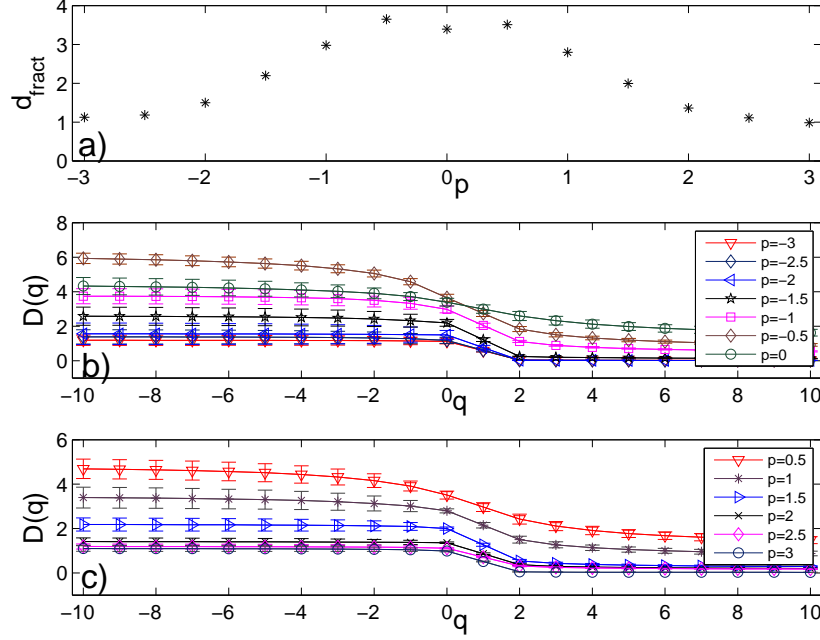 4
3
2
1
0
d_fract
a)
−3 −2 −1 0 1 2 3
p
8
6
4
2
0
D(q)
b)
p=−3
p=−2.5
p=−2
p=−1.5
p=−1
p=−0.5
p=0
−10 −8 −6 −4 −2 0 2 4 6 8 10
q
6
4
2
0
D(q)
c)
p=0.5
p=1
p=1.5
p=2
p=2.5
p=3
−10 −8 −6 −4 −2 0 2 4 6 8 10
q